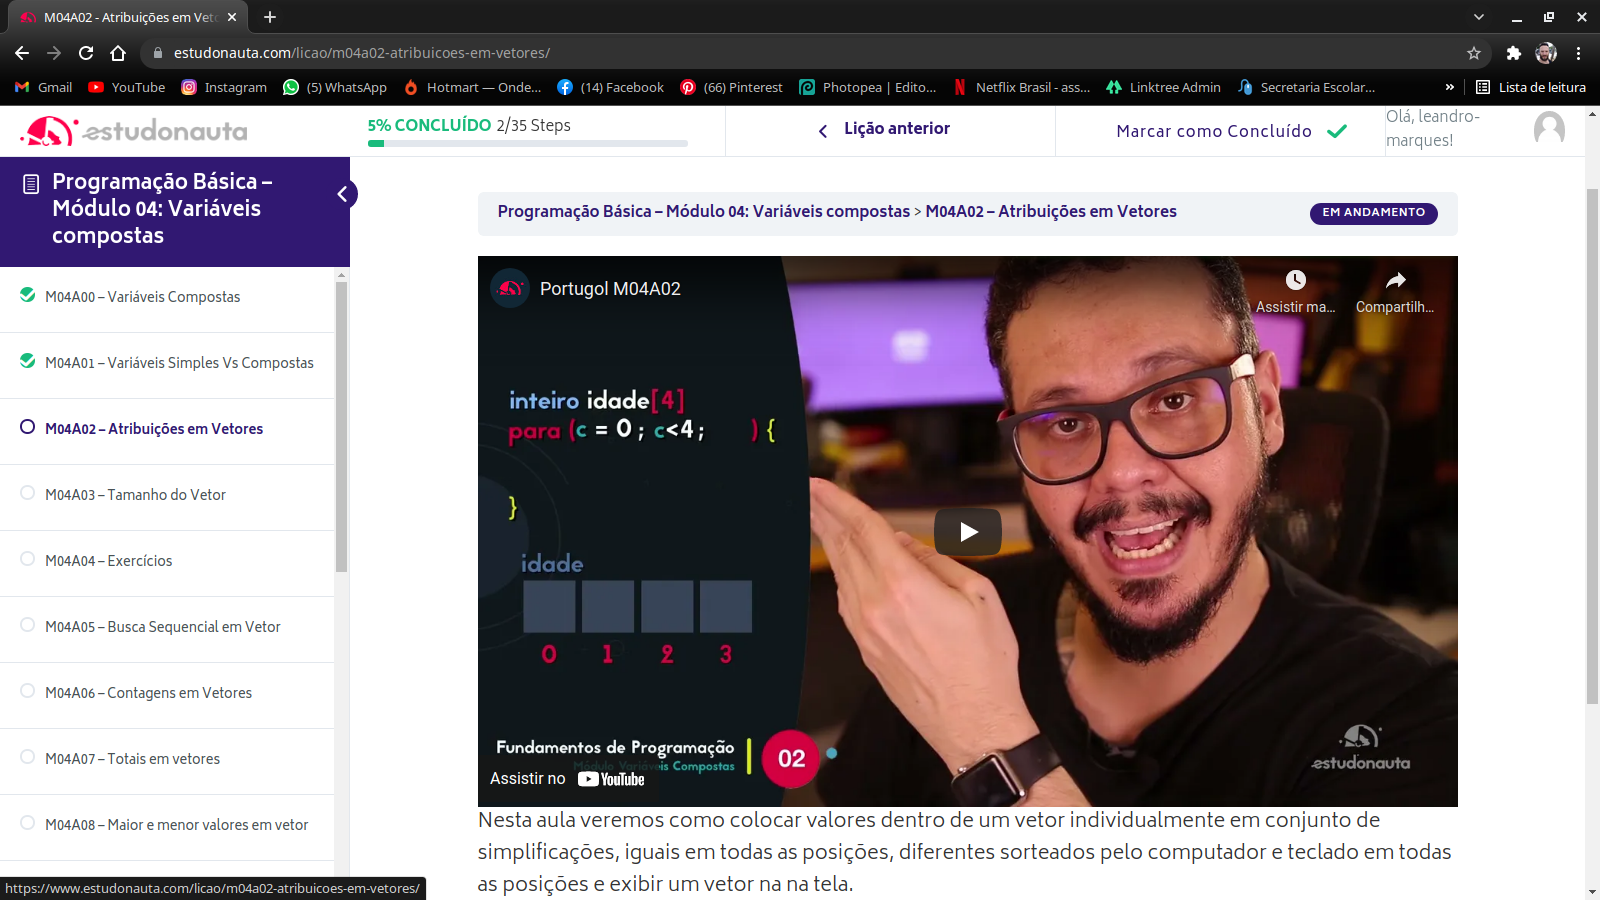 M04A02 - Atribuições em Vet
estudonauta.com/licao/m04a02-atribuicoes-em-vetores/
Gmail
YouTube
Instagram
(5) WhatsApp
Hotmart — Onde...
(14) Facebook
(66) Pinterest
Photopea | Edito...
Netflix Brasil - ass...
Linktree Admin
Secretaria Escolar...
»
Lista de leitura
estudonauta
5% CONCLUÍDO 2/35 Steps
Lição anterior
Marcar como Concluído
Olá, leandro-
marques!
Programação Básica –
Módulo 04: Variáveis
compostas
M04A00 – Variáveis Compostas
M04A01 – Variáveis Simples Vs Compostas
M04A02 – Atribuições em Vetores
M04A03 – Tamanho do Vetor
M04A04 – Exercícios
M04A05 – Busca Sequencial em Vetor
M04A06 – Contagens em Vetores
M04A07 – Totais em vetores
M04A08 – Maior e menor valores em vetor
https://www.estudonauta.com/licao/m04a02-atribuicoes-em-vetores/
Programação Básica – Módulo 04: Variáveis compostas > M04A02 – Atribuições em Vetores
EM ANDAMENTO
Portugol M04A02
Assistir ma...
Compartilh...
inteiro idade[4]
para (c = 0 ; c<4 ; ) {
}
idade
0 1 2 3
Fundamentos de Programação
Módulo Variáveis Compostas
02
Assistir no YouTube
estudonauta
Nesta aula veremos como colocar valores dentro de um vetor individualmente em conjunto de
simplificações, iguais em todas as posições, diferentes sorteados pelo computador e teclado em todas
as posições e exibir um vetor na na tela.